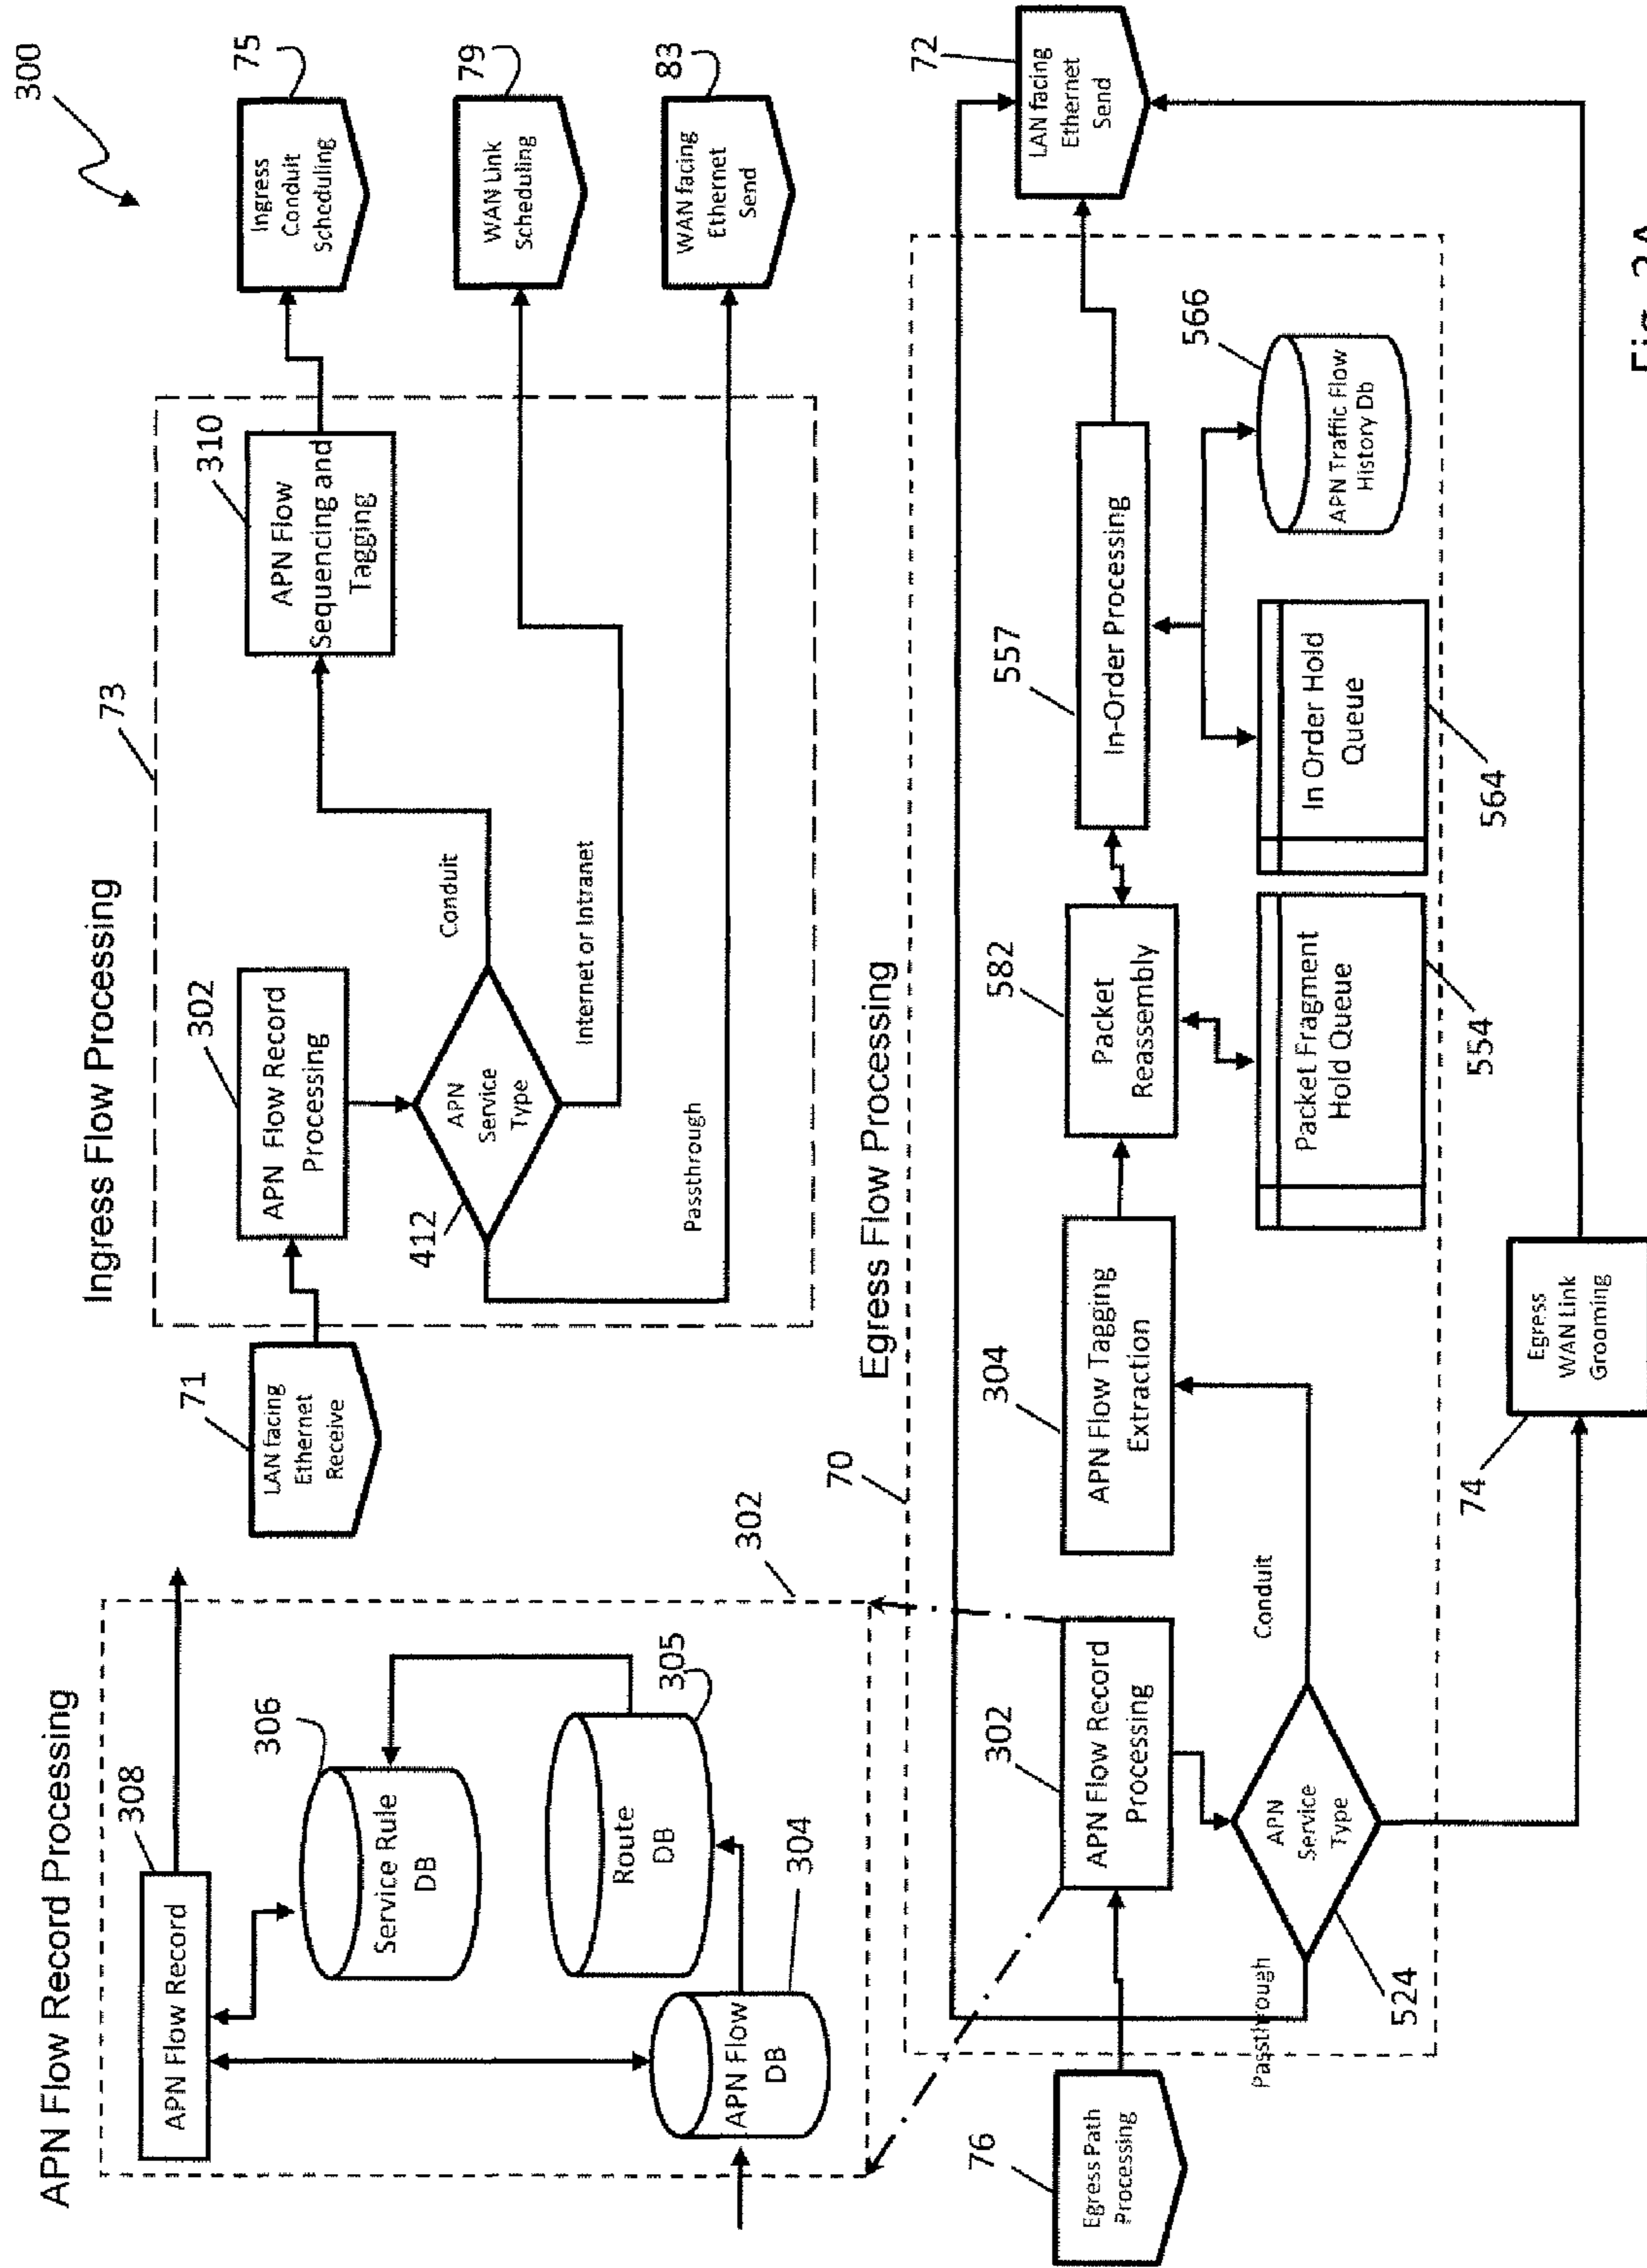 300
APN Flow Record Processing
308
APN Flow Record
306
Service Rule
DB
305
Route
DB
304
APN Flow
DB
302
Ingress Flow Processing
73
71
LAN facing
Ethernet
Receive
302
APN Flow Record
Processing
412
APN
Service
Type
Conduit
Internet or Intranet
Passthrough
310
APN Flow
Sequencing and
Tagging
75
Ingress
Conduit
Scheduling
79
WAN Link
Scheduling
83
WAN facing
Ethernet
Send
Egress Flow Processing
70
76
Egress Path
Processing
302
APN Flow Record
Processing
524
APN
Service
Type
Passthrough
Conduit
304
APN Flow Tagging
Extraction
582
Packet
Reassembly
554
Packet Fragment
Hold Queue
557
In-Order Processing
564
In Order Hold
Queue
566
APN Traffic Flow
History Db
72
LAN facing
Ethernet
Send
74
Egress
WAN Link
Grooming